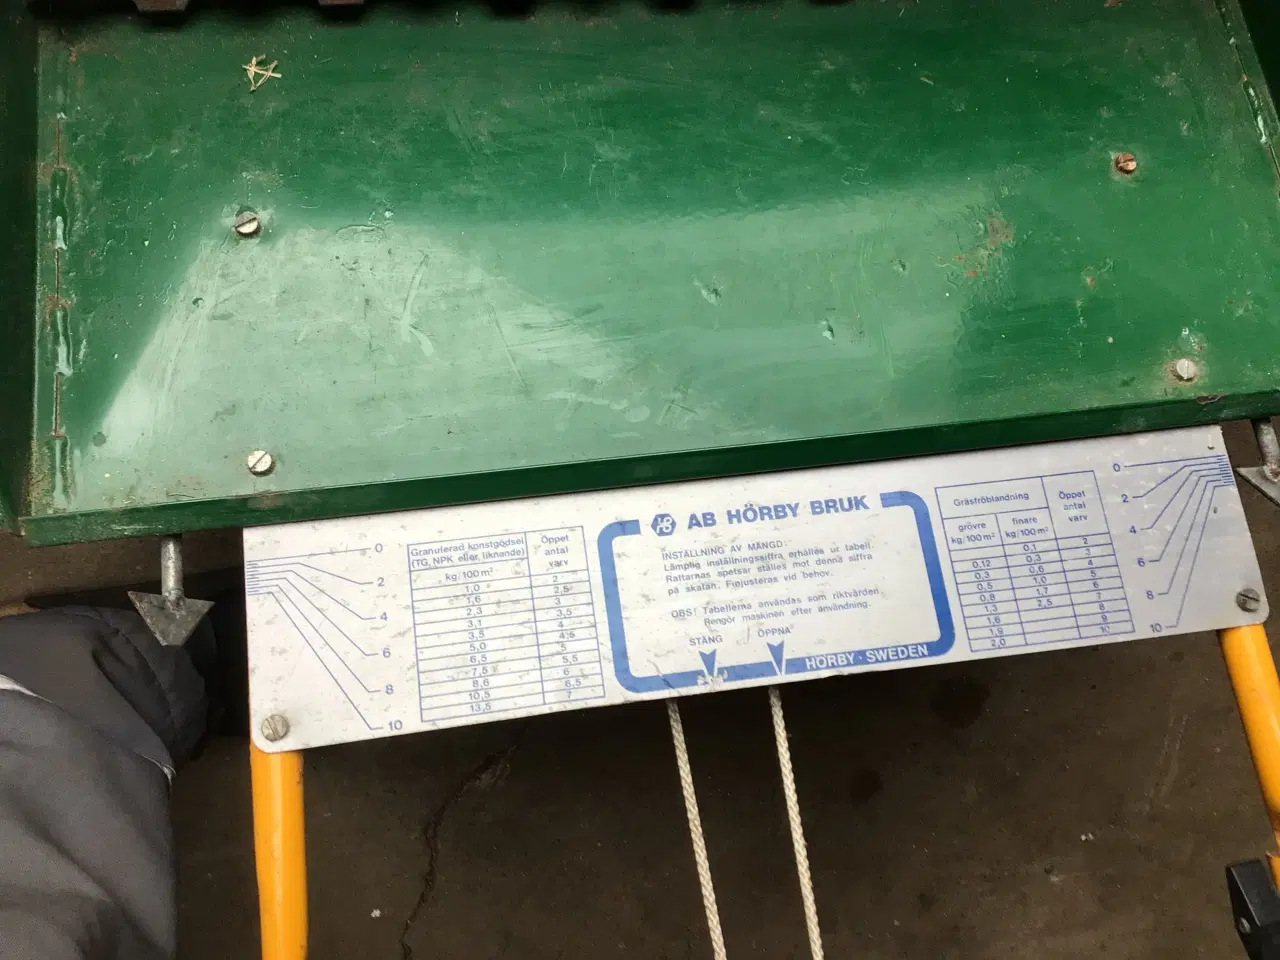 0
2
4
6
8
10
Granulerad konstgödsel
(TG, NPK eller liknande)
Öppet
antal
varv
kg/100 m²
1,0 2
1,6 2,5
2,3 3
3,1 3,5
3,5 4
5,0 4,5
6,5 5
7,5 5,5
8,6 6
10,5 6,5
13,5 7
AB HÖRBY BRUK
INSTÄLLNING AV MÄNGD:
Lämplig inställningssiffra erhålles ur tabell.
Rattarnas spetsar ställes mot denna siffra
på skalan. Finjusteras vid behov.
OBS! Tabellerna användas som riktvärden.
Rengör maskinen efter användning.
STÄNG ÖPPNA
HÖRBY · SWEDEN
Gräströblandning
Öppet
antal
varv
grövre
kg/100 m²
finare
kg/100 m²
0,1 2
0,12 0,3 3
0,3 0,6 4
0,5 1,0 5
0,8 1,7 6
1,3 2,5 7
1,6 8
1,9 9
2,0 10
0
2
4
6
8
10